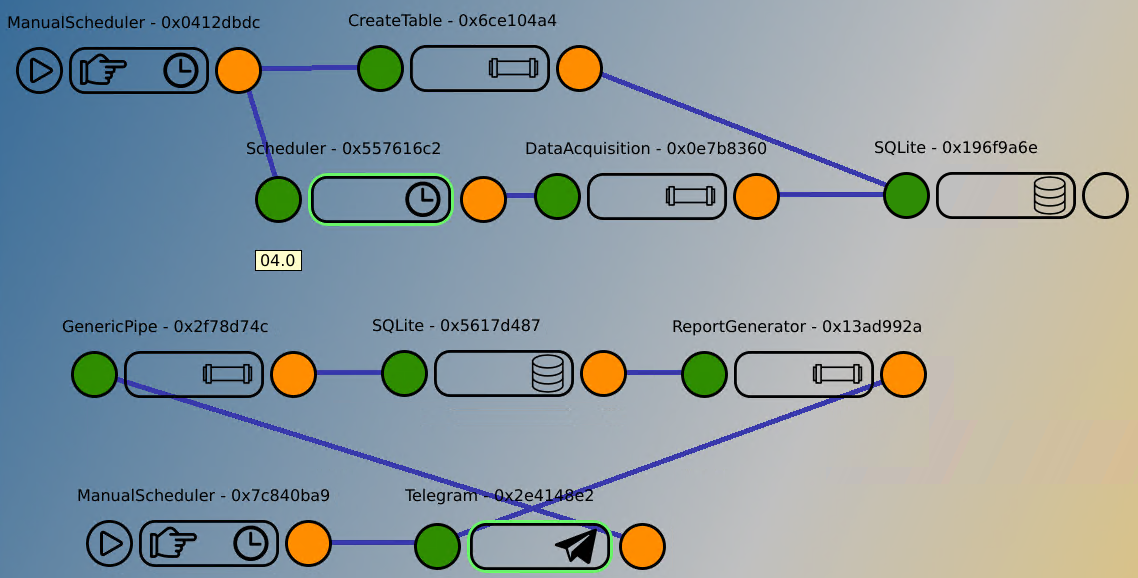 ManualScheduler - 0x0412dbdc
CreateTable - 0x6ce104a4
Scheduler - 0x557616c2
DataAcquisition - 0x0e7b8360
SQLite - 0x196f9a6e
04.0
GenericPipe - 0x2f78d74c
SQLite - 0x5617d487
ReportGenerator - 0x13ad992a
ManualScheduler - 0x7c840ba9
Telegram - 0x2e4148e2